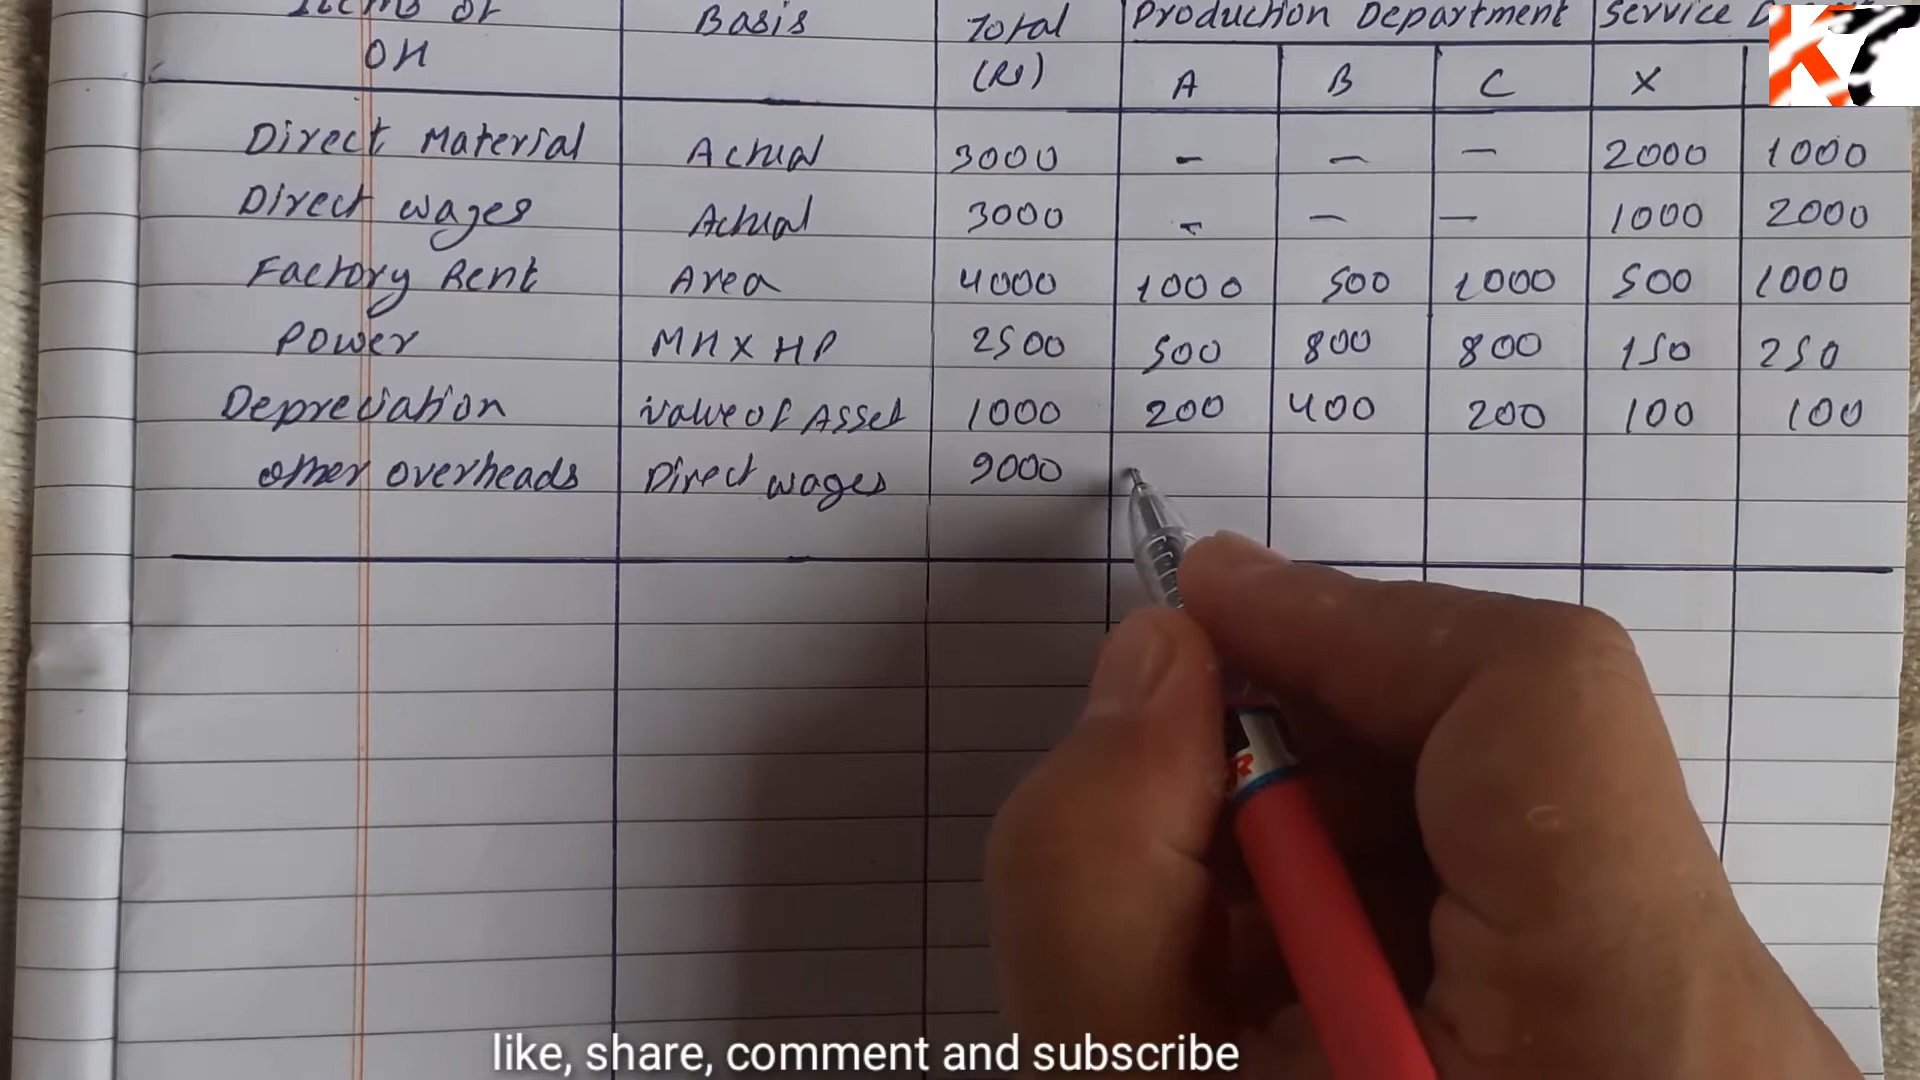 Items of Basis Total Production Department Service
OH (Rs) A B C X
Direct Material Actual 3000 - - - 2000 1000
Direct wages Actual 3000 - - - 1000 2000
Factory Rent Area 4000 1000 500 1000 500 1000
Power MH X HP 2500 500 800 800 150 250
Depreciation value of Asset 1000 200 400 200 100 100
other overheads Direct wages 9000
like, share, comment and subscribe